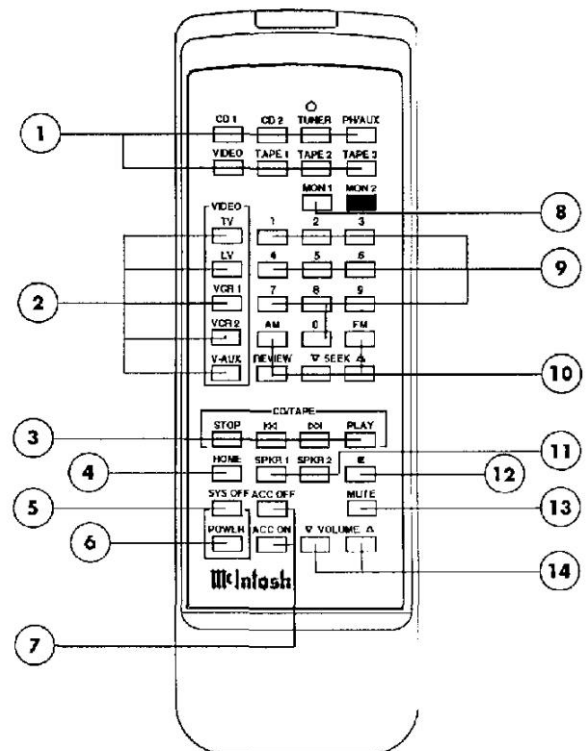 CD 1 CD 2 TUNER PH/AUX
1
VIDEO TAPE 1 TAPE 2 TAPE 3
MON 1 MON 2
8
VIDEO
TV 1 2 3
LV 4 5 6
9
2
VCR 1 7 8 9
VCR 2 AM 0 FM
V-AUX REVIEW ▽ SEEK △
10
CD/TAPE
3
STOP |◁◁ ▷▷| PLAY
11
4
HOME SPKR 1 SPKR 2
12
5
SYS OFF ACC OFF MUTE
13
6
POWER ACC ON ▽ VOLUME △
14
McIntosh
7